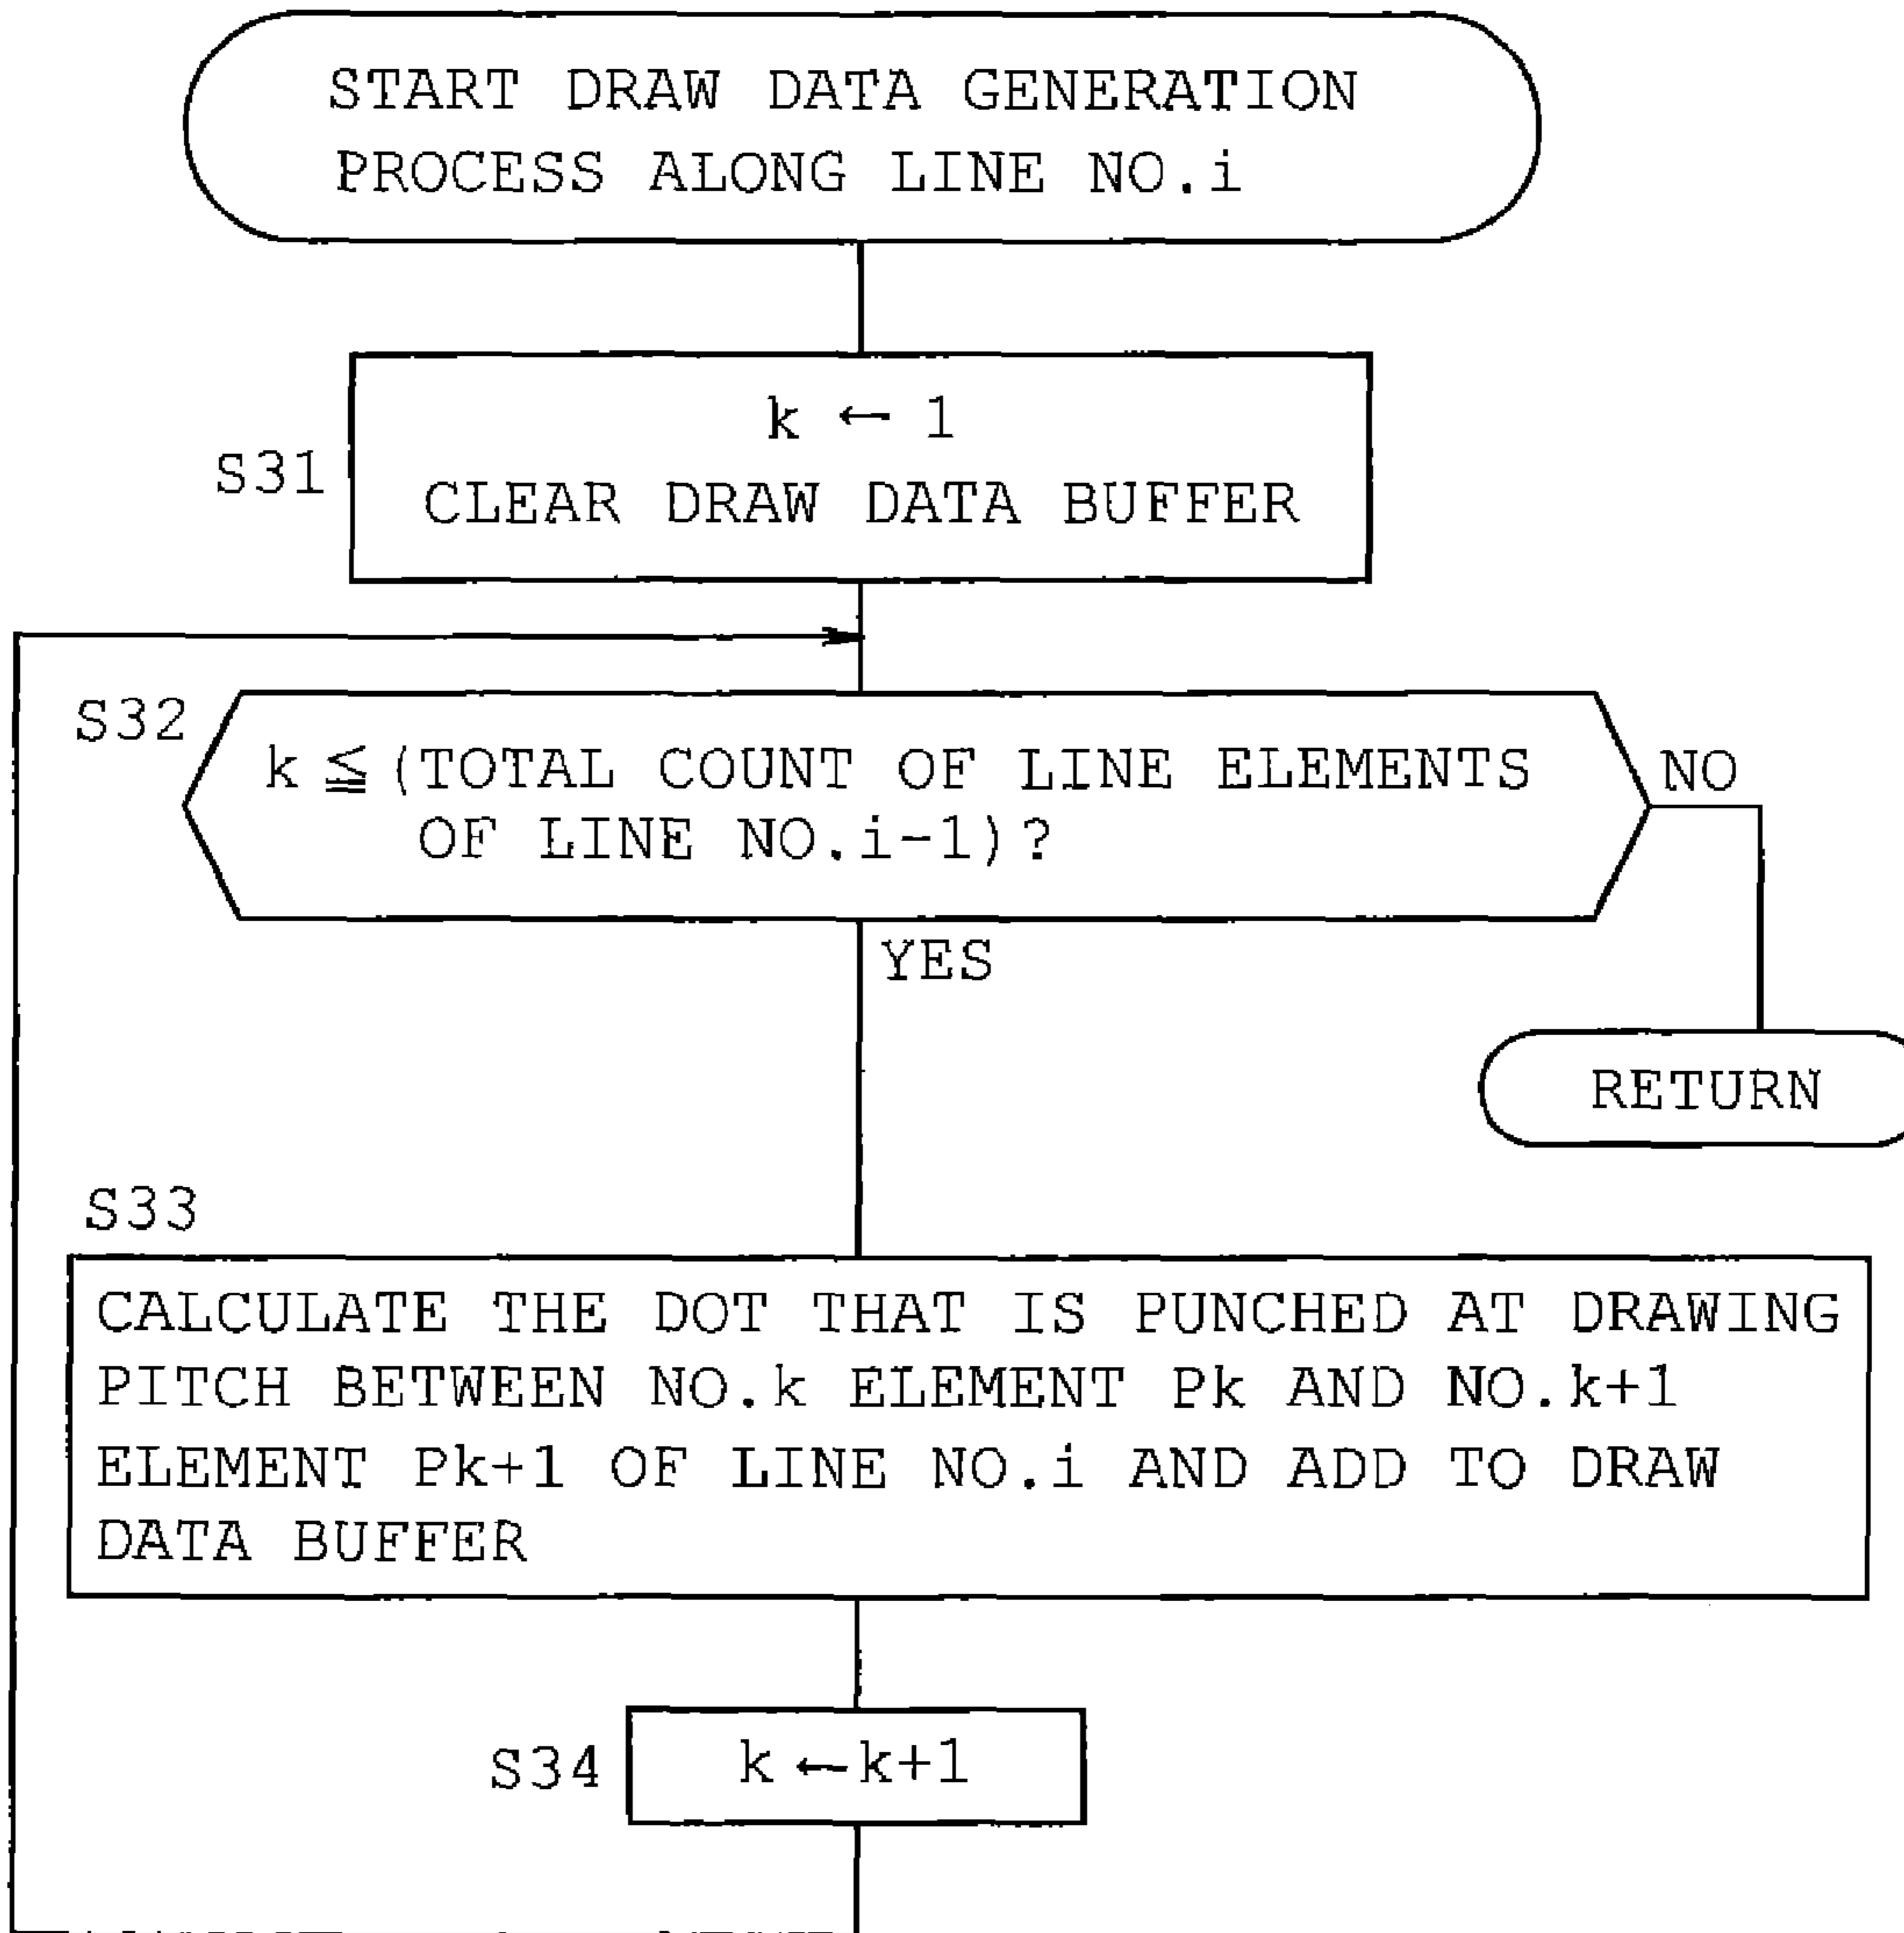 START DRAW DATA GENERATION
PROCESS ALONG LINE NO.i
k ← 1
S31
CLEAR DRAW DATA BUFFER
S32
k ≦ (TOTAL COUNT OF LINE ELEMENTS
OF LINE NO.i-1)?
NO
YES
RETURN
S33
CALCULATE THE DOT THAT IS PUNCHED AT DRAWING
PITCH BETWEEN NO.k ELEMENT Pk AND NO.k+1
ELEMENT Pk+1 OF LINE NO.i AND ADD TO DRAW
DATA BUFFER
S34
k ← k+1